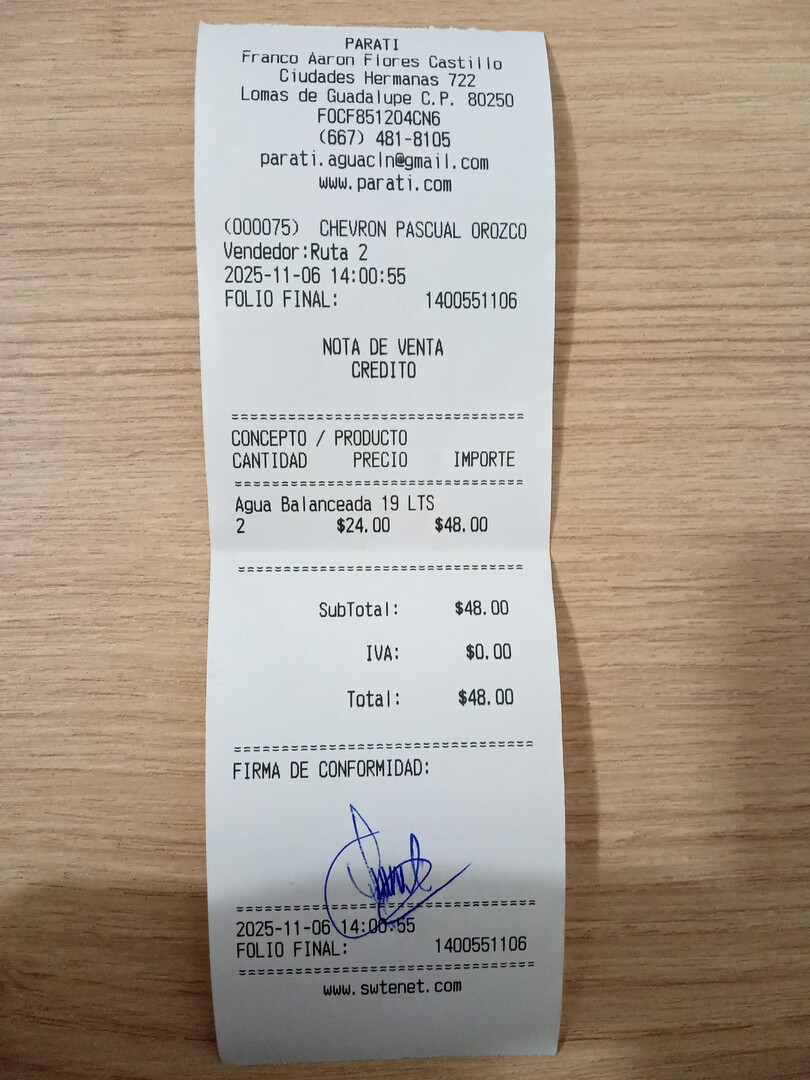 PARATI
Franco Aaron Flores Castillo
Ciudades Hermanas 722
Lomas de Guadalupe C.P. 80250
FOCF851204CN6
(667) 481-8105
parati.aguacln@gmail.com
www.parati.com
(000075) CHEVRON PASCUAL OROZCO
Vendedor:Ruta 2
2025-11-06 14:00:55
FOLIO FINAL: 1400551106
NOTA DE VENTA
CREDITO
===========================
CONCEPTO / PRODUCTO
CANTIDAD PRECIO IMPORTE
===========================
Agua Balanceada 19 LTS
2 $24.00 $48.00
===========================
SubTotal: $48.00
IVA: $0.00
Total: $48.00
===========================
FIRMA DE CONFORMIDAD:
===========================
2025-11-06 14:00:55
FOLIO FINAL: 1400551106
===========================
www.swtenet.com